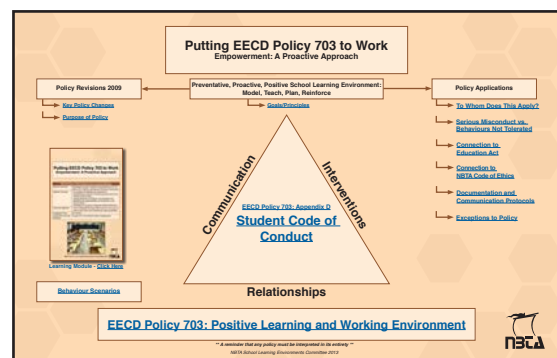 Putting EECD Policy 703 to Work
Empowerment: A Proactive Approach
Policy Revisions 2009
Key Policy Changes
Purpose of Policy
Preventative, Proactive, Positive School Learning Environment:
Model, Teach, Plan, Reinforce
Goals/Principles
Policy Applications
To Whom Does This Apply?
Serious Misconduct vs.
Behaviours Not Tolerated
Connection to
Education Act
Connection to
NBTA Code of Ethics
Documentation and
Communication Protocols
Exceptions to Policy
Communication
Interventions
EECD Policy 703: Appendix D
Student Code of
Conduct
Relationships
Putting EECD Policy 703 to Work
Empowerment: A Proactive Approach
Learning Module - Click Here
Behaviour Scenarios
EECD Policy 703: Positive Learning and Working Environment
** A reminder that any policy must be interpreted in its entirety **
NBTA School Learning Environments Committee 2013
NBTA